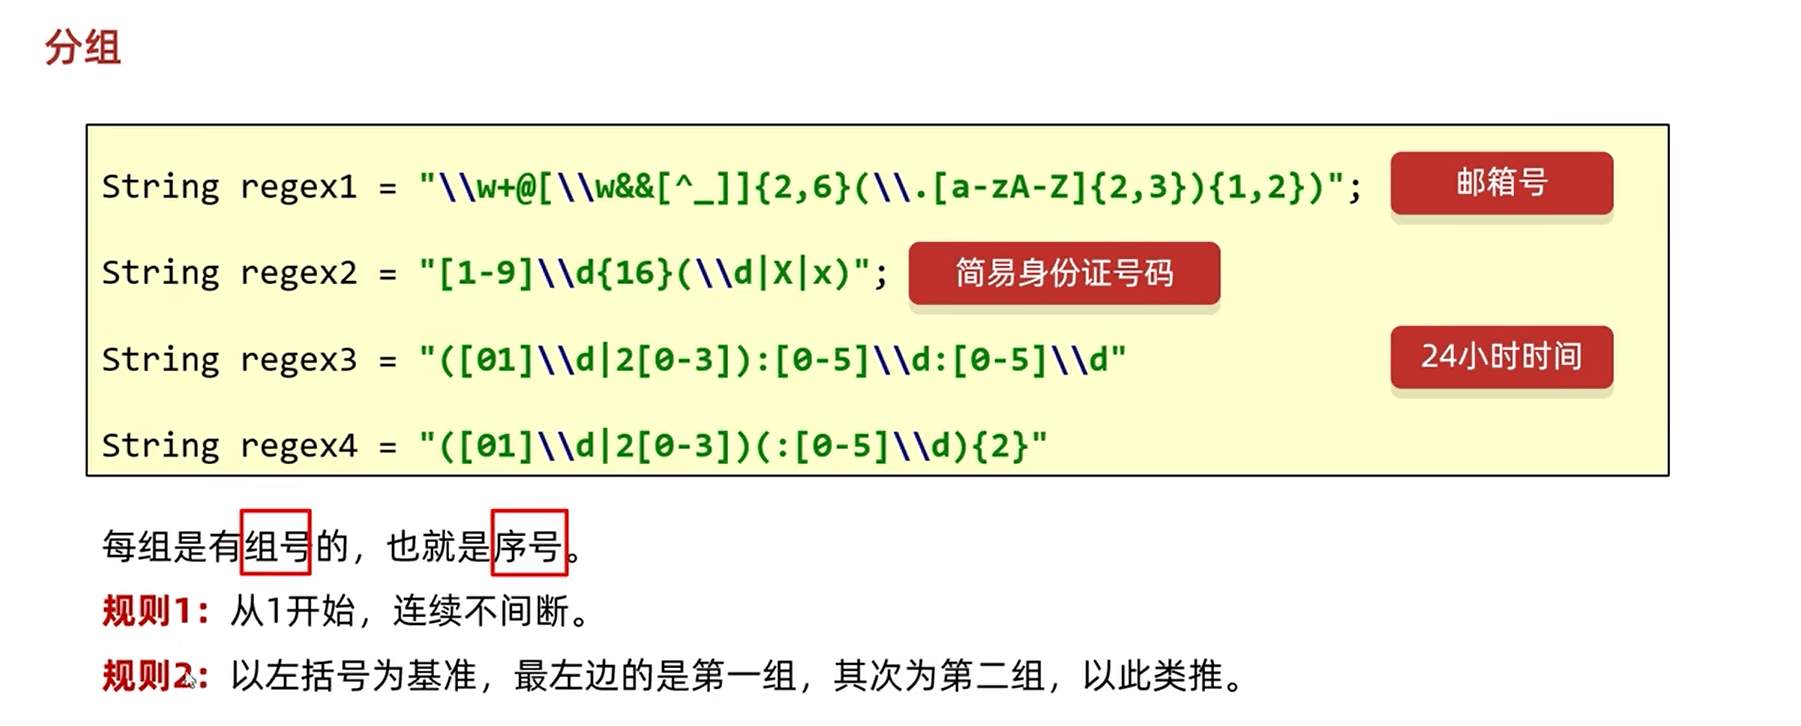 分组
String regex1 = "\\w+@[\\w&&[^_]]{2,6}(\\.[a-zA-Z]{2,3}){1,2})"; 邮箱号
String regex2 = "[1-9]\\d{16}(\\d|X|x)"; 简易身份证号码
String regex3 = "([01]\\d|2[0-3]):[0-5]\\d:[0-5]\\d" 24小时时间
String regex4 = "([01]\\d|2[0-3])(:[0-5]\\d){2}"
每组是有组号的，也就是序号。
规则1：从1开始，连续不间断。
规则2：以左括号为基准，最左边的是第一组，其次为第二组，以此类推。